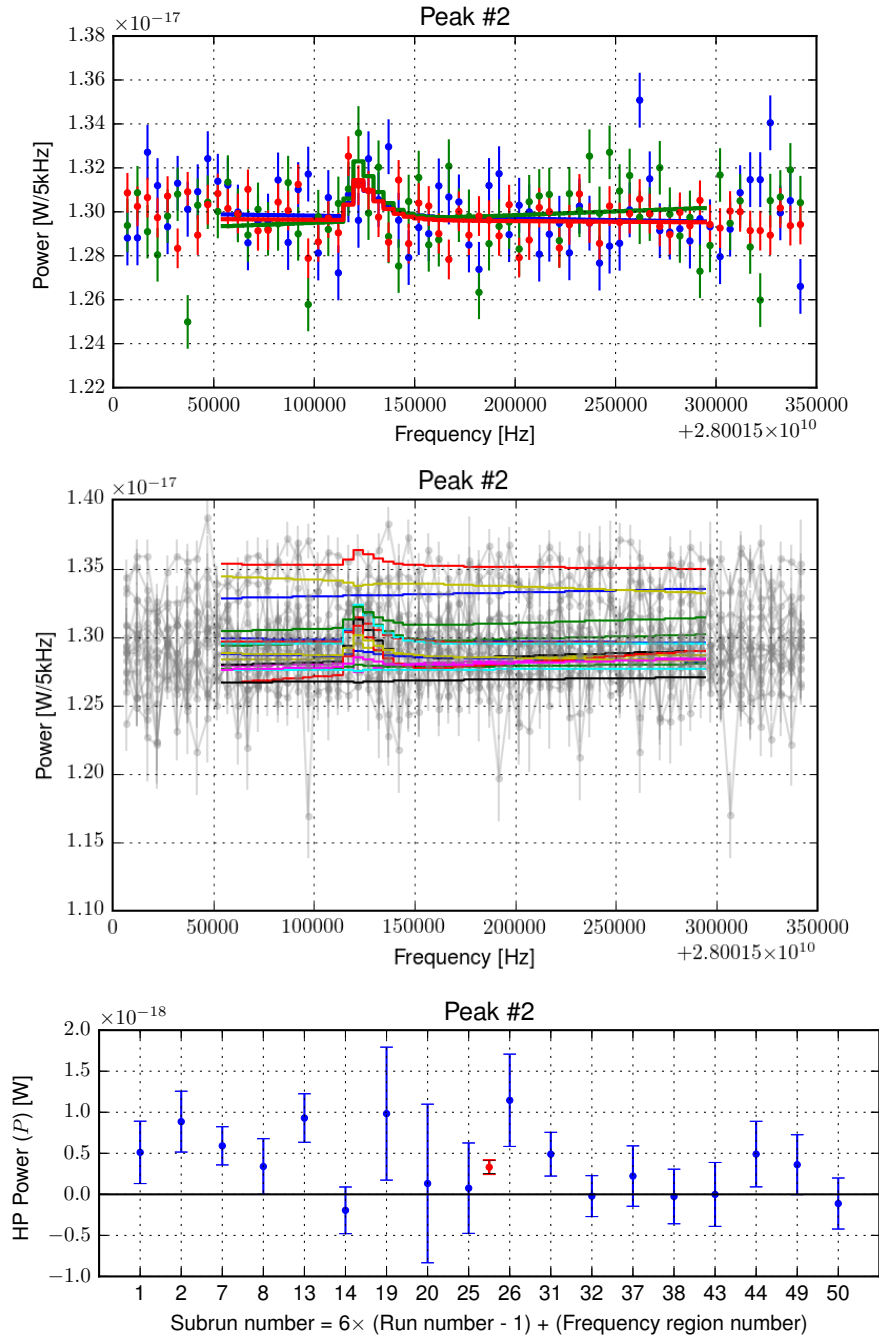 Peak #2
×10⁻¹⁷
1.38
1.36
1.34
1.32
1.30
1.28
1.26
1.24
1.22
Power [W/5kHz]
0 50000 100000 150000 200000 250000 300000 350000
Frequency [Hz]
+2.80015×10¹⁰
Peak #2
×10⁻¹⁷
1.40
1.35
1.30
1.25
1.20
1.15
1.10
Power [W/5kHz]
0 50000 100000 150000 200000 250000 300000 350000
Frequency [Hz]
+2.80015×10¹⁰
Peak #2
×10⁻¹⁸
2.0
1.5
1.0
0.5
0.0
−0.5
−1.0
HP Power (P) [W]
1 2 7 8 13 14 19 20 25 26 31 32 37 38 43 44 49 50
Subrun number = 6× (Run number - 1) + (Frequency region number)